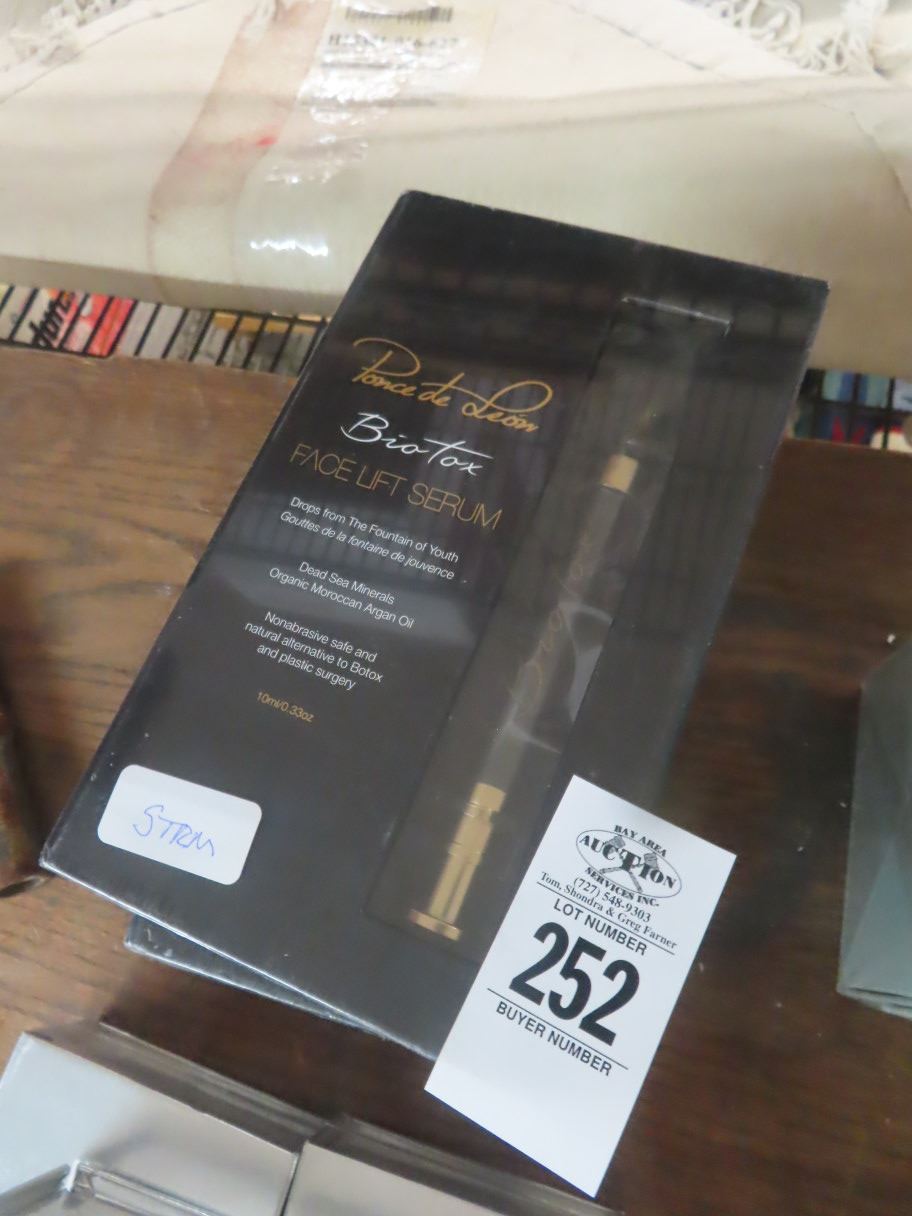 Ponce de León
Bio Tox
FACE LIFT SERUM
Drops from The Fountain of Youth
Gouttes de la fontaine de jouvence
Dead Sea Minerals
Organic Moroccan Argan Oil
Nonabrasive safe and
natural alternative to Botox
and plastic surgery
10ml/0.33oz
STRM
BAY AREA
AUCTION
SERVICES INC.
(727) 548-9303
Tom, Shondra & Greg Farner
LOT NUMBER
252
BUYER NUMBER